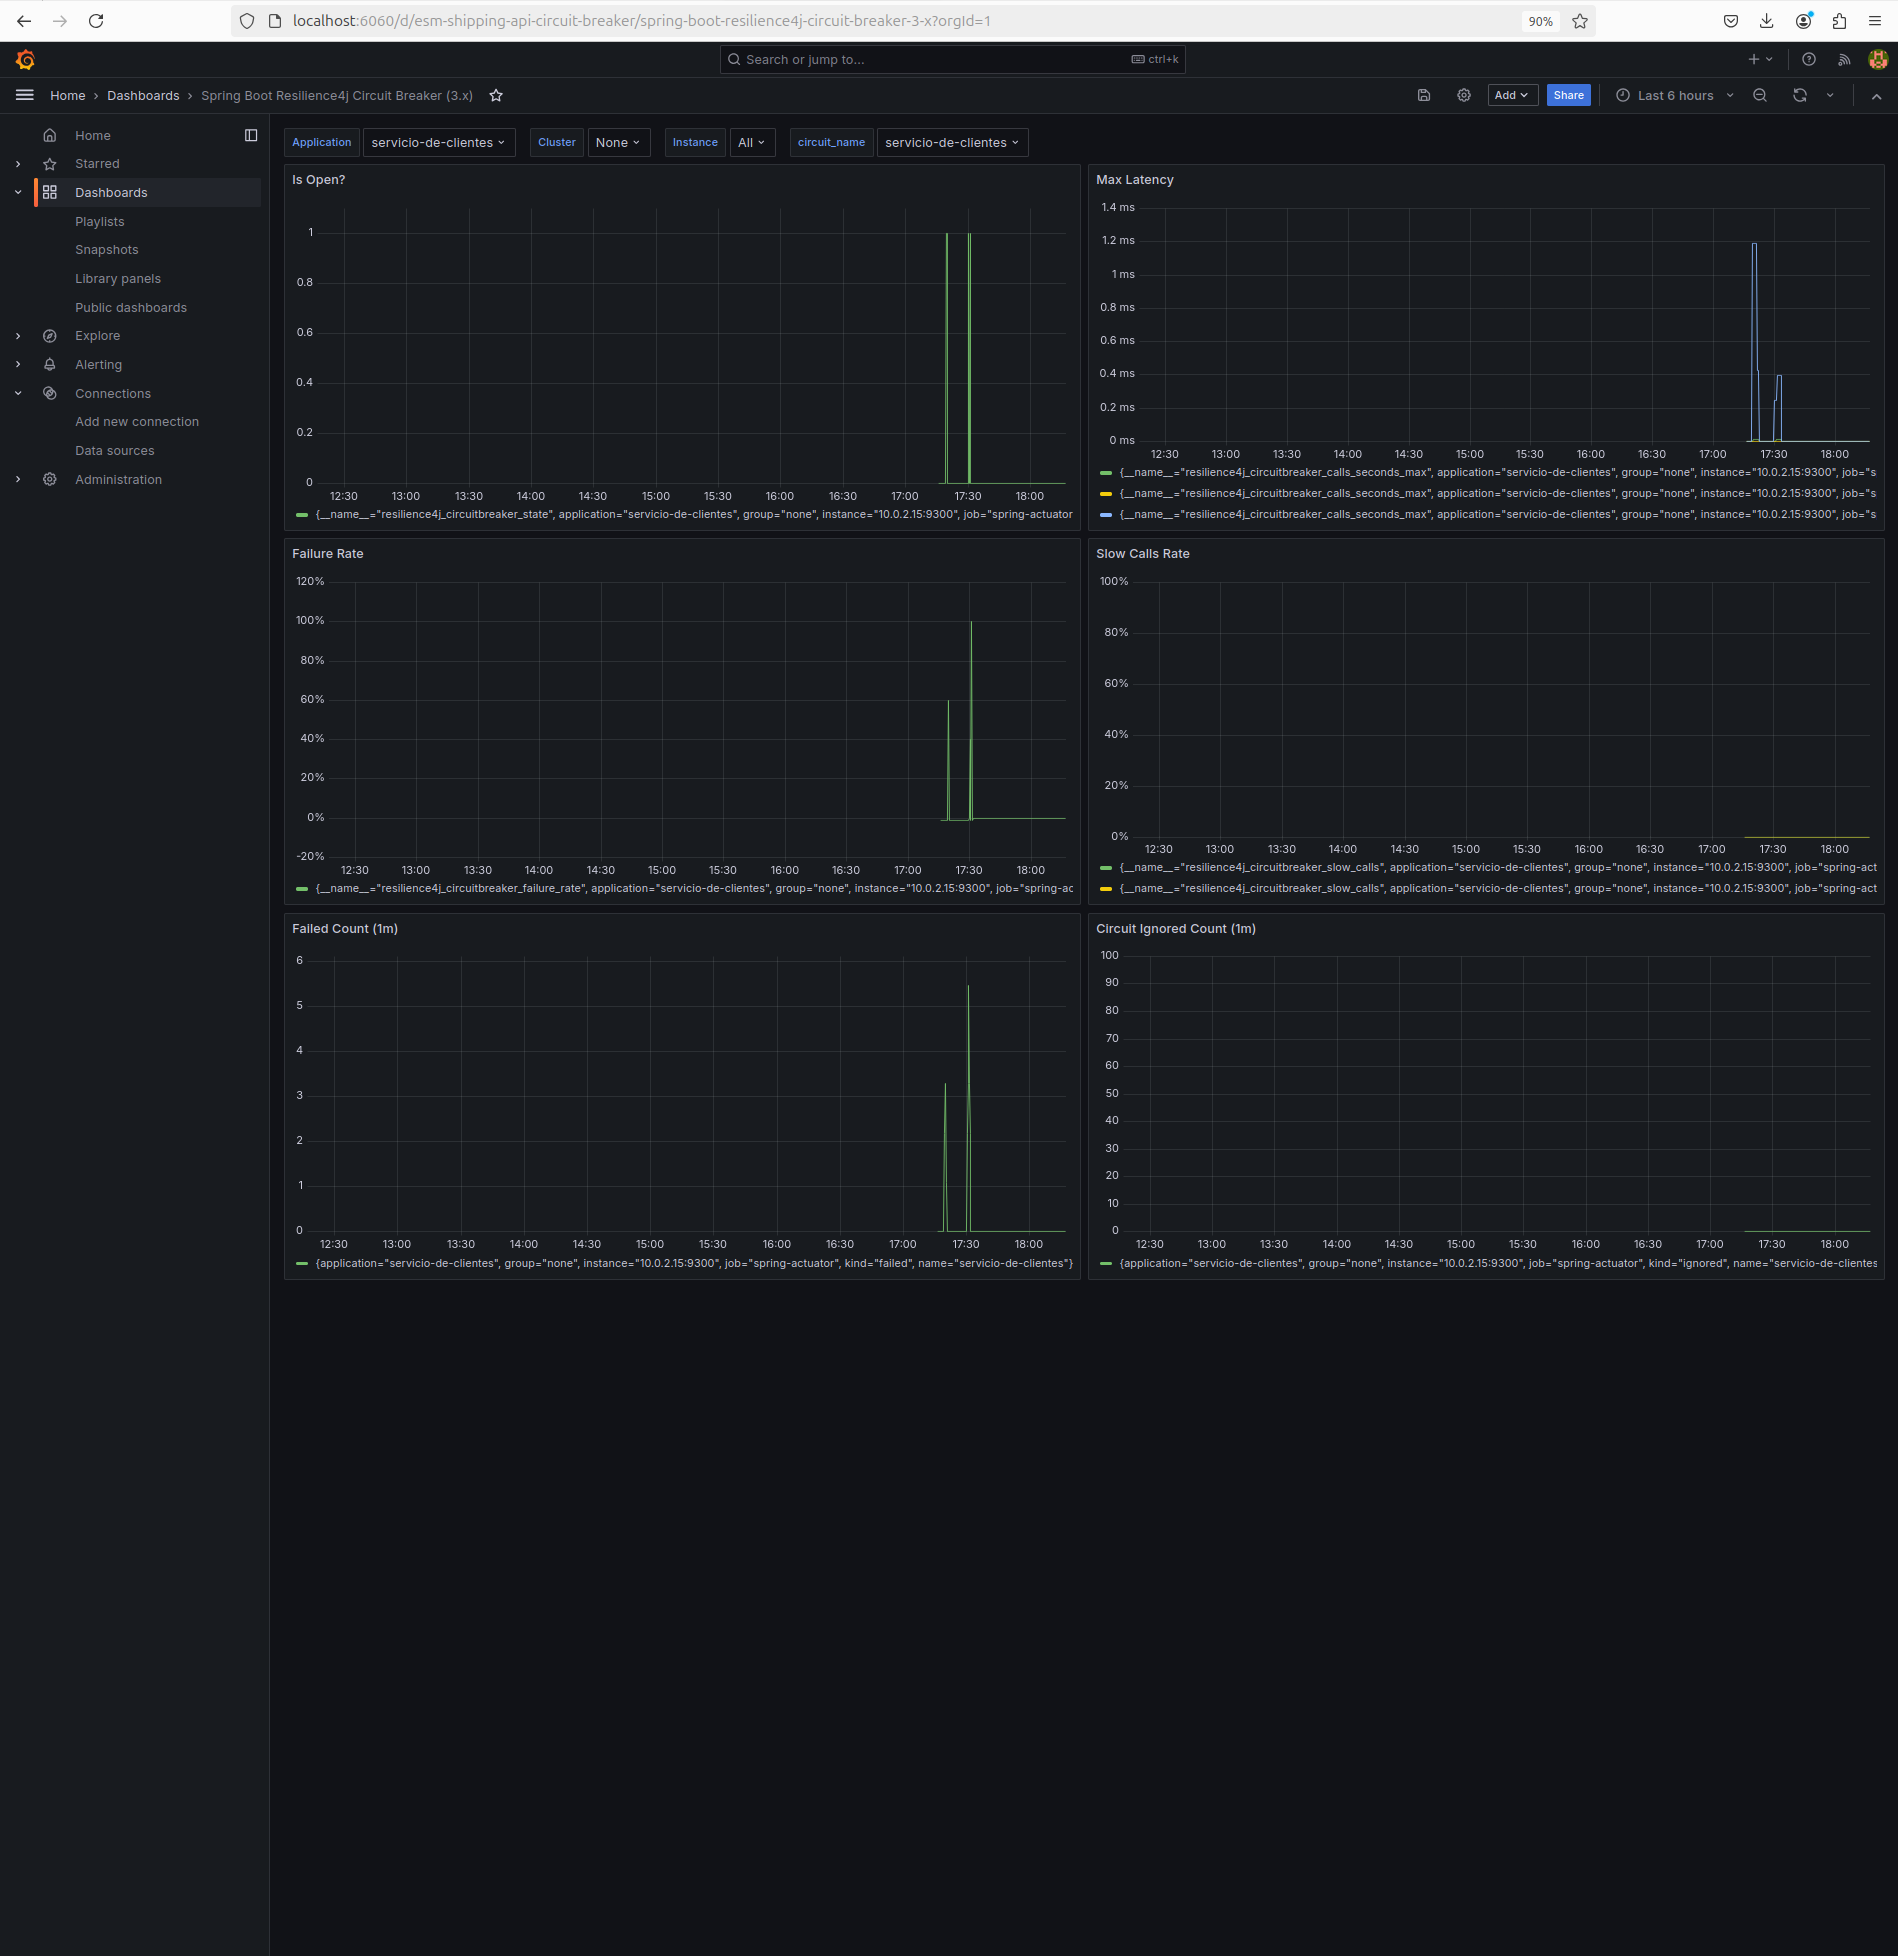 localhost:6060/d/esm-shipping-api-circuit-breaker/spring-boot-resilience4j-circuit-breaker-3-x?orgId=1
90%
Search or jump to...
ctrl+k
Home › Dashboards › Spring Boot Resilience4j Circuit Breaker (3.x)
Add
Share
Last 6 hours
Home
Starred
Dashboards
Playlists
Snapshots
Library panels
Public dashboards
Explore
Alerting
Connections
Add new connection
Data sources
Administration
Application servicio-de-clientes Cluster None Instance All circuit_name servicio-de-clientes
Is Open?
1
0.8
0.6
0.4
0.2
0
12:30 13:00 13:30 14:00 14:30 15:00 15:30 16:00 16:30 17:00 17:30 18:00
{__name__="resilience4j_circuitbreaker_state", application="servicio-de-clientes", group="none", instance="10.0.2.15:9300", job="spring-actuator
Max Latency
1.4 ms
1.2 ms
1 ms
0.8 ms
0.6 ms
0.4 ms
0.2 ms
0 ms
12:30 13:00 13:30 14:00 14:30 15:00 15:30 16:00 16:30 17:00 17:30 18:00
{__name__="resilience4j_circuitbreaker_calls_seconds_max", application="servicio-de-clientes", group="none", instance="10.0.2.15:9300", job="s
{__name__="resilience4j_circuitbreaker_calls_seconds_max", application="servicio-de-clientes", group="none", instance="10.0.2.15:9300", job="s
{__name__="resilience4j_circuitbreaker_calls_seconds_max", application="servicio-de-clientes", group="none", instance="10.0.2.15:9300", job="s
Failure Rate
120%
100%
80%
60%
40%
20%
0%
-20%
12:30 13:00 13:30 14:00 14:30 15:00 15:30 16:00 16:30 17:00 17:30 18:00
{__name__="resilience4j_circuitbreaker_failure_rate", application="servicio-de-clientes", group="none", instance="10.0.2.15:9300", job="spring-ac
Slow Calls Rate
100%
80%
60%
40%
20%
0%
12:30 13:00 13:30 14:00 14:30 15:00 15:30 16:00 16:30 17:00 17:30 18:00
{__name__="resilience4j_circuitbreaker_slow_calls", application="servicio-de-clientes", group="none", instance="10.0.2.15:9300", job="spring-act
{__name__="resilience4j_circuitbreaker_slow_calls", application="servicio-de-clientes", group="none", instance="10.0.2.15:9300", job="spring-act
Failed Count (1m)
6
5
4
3
2
1
0
12:30 13:00 13:30 14:00 14:30 15:00 15:30 16:00 16:30 17:00 17:30 18:00
{application="servicio-de-clientes", group="none", instance="10.0.2.15:9300", job="spring-actuator", kind="failed", name="servicio-de-clientes"}
Circuit Ignored Count (1m)
100
90
80
70
60
50
40
30
20
10
0
12:30 13:00 13:30 14:00 14:30 15:00 15:30 16:00 16:30 17:00 17:30 18:00
{application="servicio-de-clientes", group="none", instance="10.0.2.15:9300", job="spring-actuator", kind="ignored", name="servicio-de-clientes